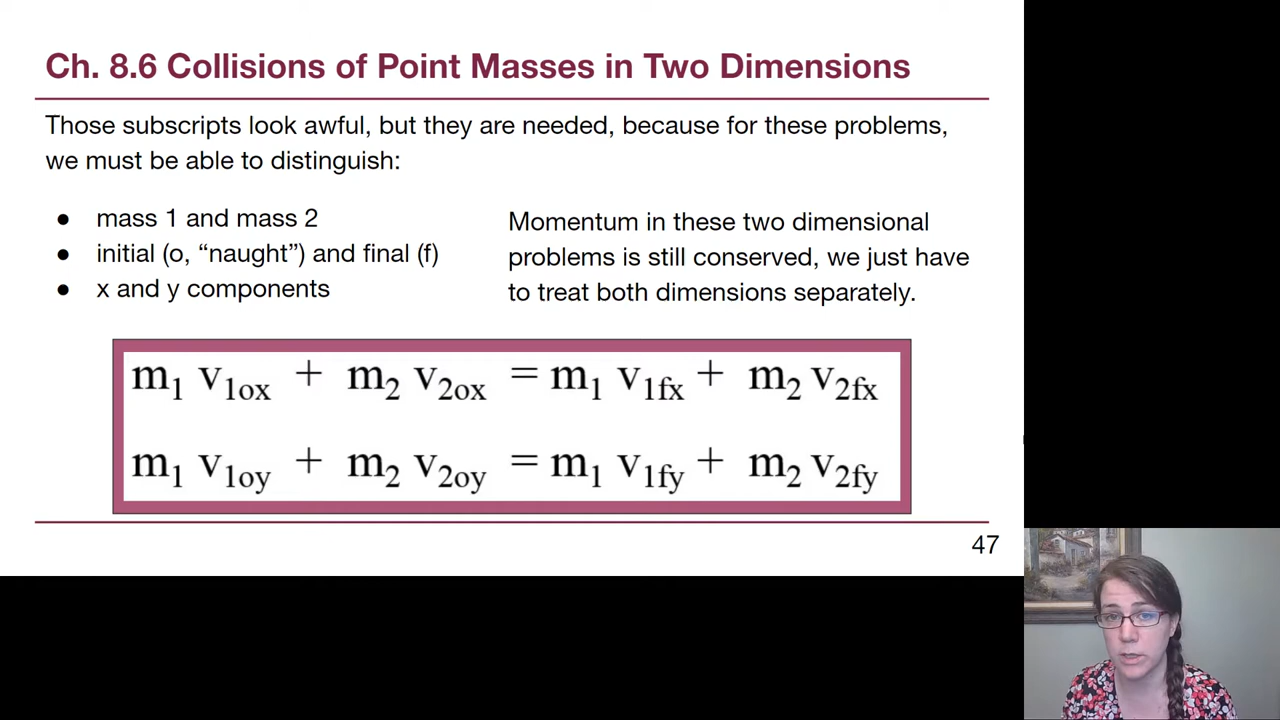 Ch. 8.6 Collisions of Point Masses in Two Dimensions
Those subscripts look awful, but they are needed, because for these problems,
we must be able to distinguish:
● mass 1 and mass 2
● initial (o, “naught”) and final (f)
● x and y components
Momentum in these two dimensional
problems is still conserved, we just have
to treat both dimensions separately.
m₁ v₁ₒₓ + m₂ v₂ₒₓ = m₁ v₁fₓ + m₂ v₂fₓ
m₁ v₁oy + m₂ v₂oy = m₁ v₁fy + m₂ v₂fy
47